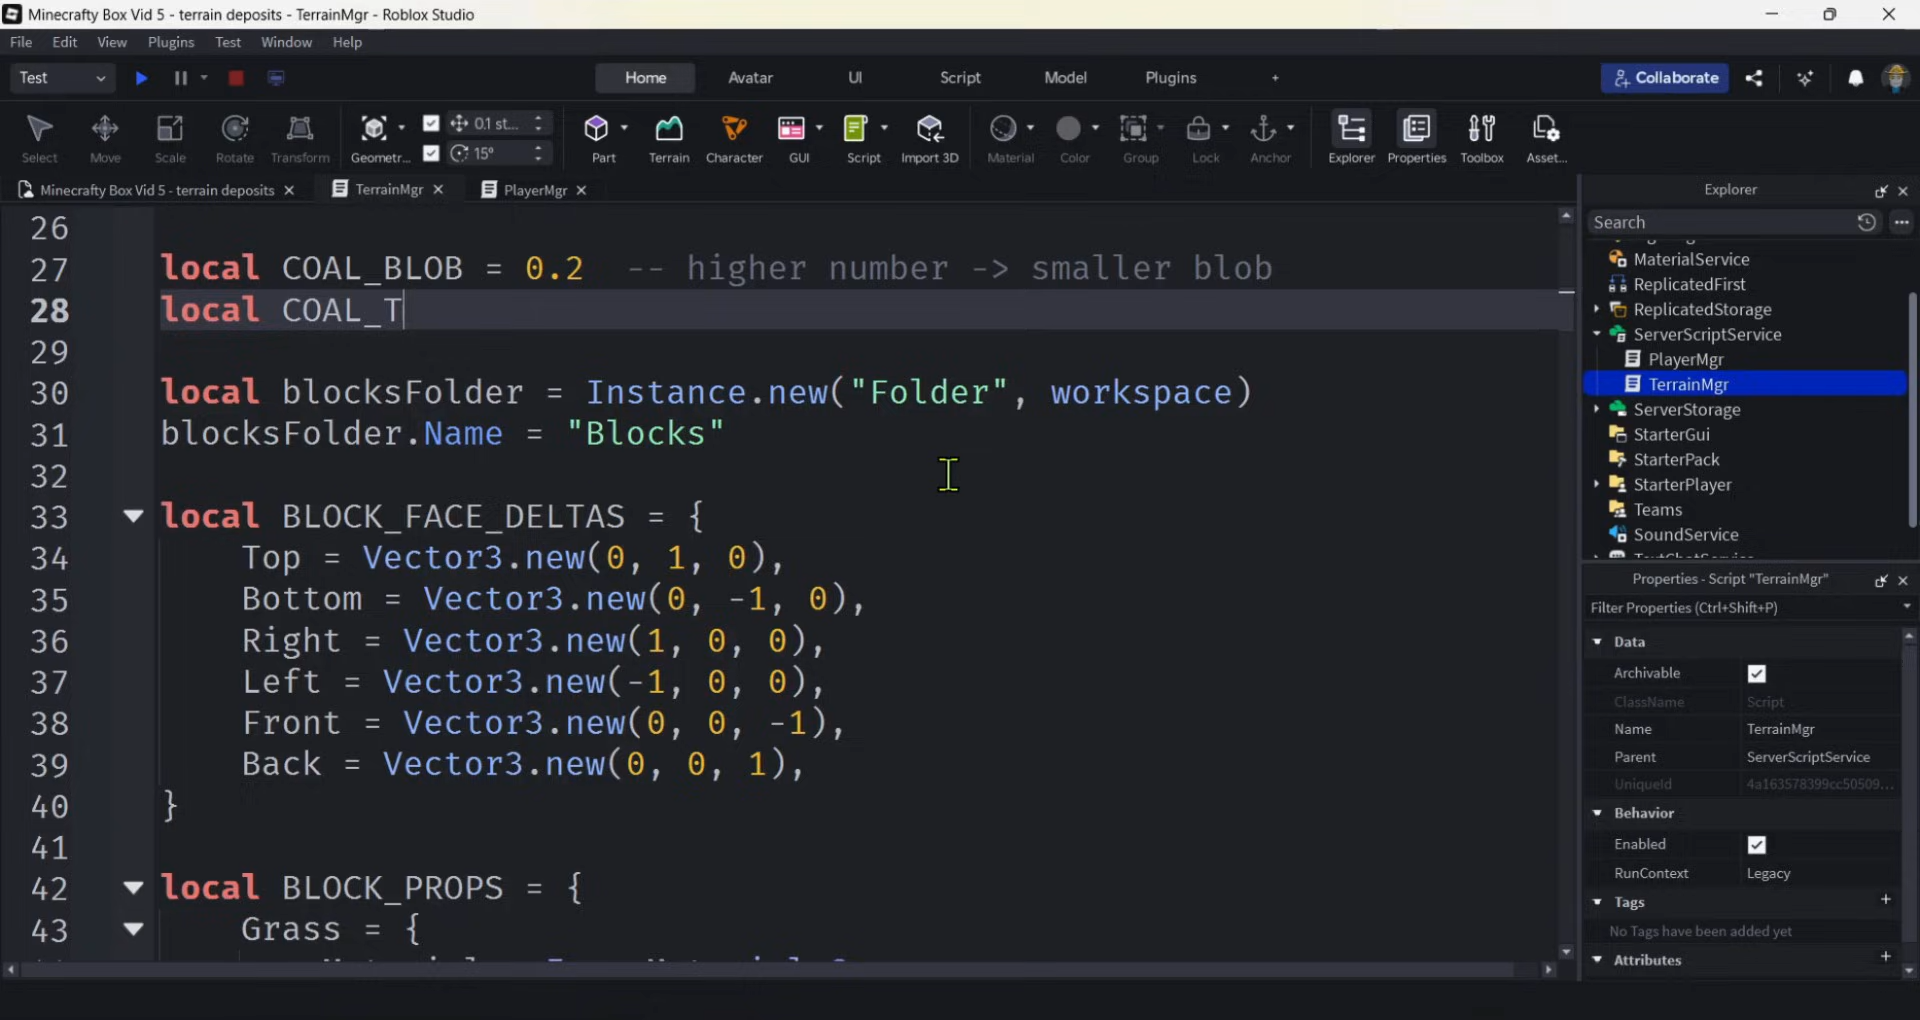 Minecrafty Box Vid 5 - terrain deposits - TerrainMgr - Roblox Studio
File Edit View Plugins Test Window Help
Test Home Avatar UI Script Model Plugins + Collaborate
Select Move Scale Rotate Transform Geometr... 0.1 st... 15° Part Terrain Character GUI Script Import 3D Material Color Group Lock Anchor Explorer Properties Toolbox Asset...
Minecrafty Box Vid 5 - terrain deposits TerrainMgr PlayerMgr
26
27 local COAL_BLOB = 0.2 -- higher number -> smaller blob
28 local COAL_T
29
30 local blocksFolder = Instance.new("Folder", workspace)
31 blocksFolder.Name = "Blocks"
32
33 local BLOCK_FACE_DELTAS = {
34 Top = Vector3.new(0, 1, 0),
35 Bottom = Vector3.new(0, -1, 0),
36 Right = Vector3.new(1, 0, 0),
37 Left = Vector3.new(-1, 0, 0),
38 Front = Vector3.new(0, 0, -1),
39 Back = Vector3.new(0, 0, 1),
40 }
41
42 local BLOCK_PROPS = {
43 Grass = {
Explorer
Search
MaterialService
ReplicatedFirst
ReplicatedStorage
ServerScriptService
PlayerMgr
TerrainMgr
ServerStorage
StarterGui
StarterPack
StarterPlayer
Teams
SoundService
Properties - Script "TerrainMgr"
Filter Properties (Ctrl+Shift+P)
Data
Archivable
ClassName Script
Name TerrainMgr
Parent ServerScriptService
UniqueId 4a163578399cc50509...
Behavior
Enabled
RunContext Legacy
Tags +
No Tags have been added yet
Attributes +